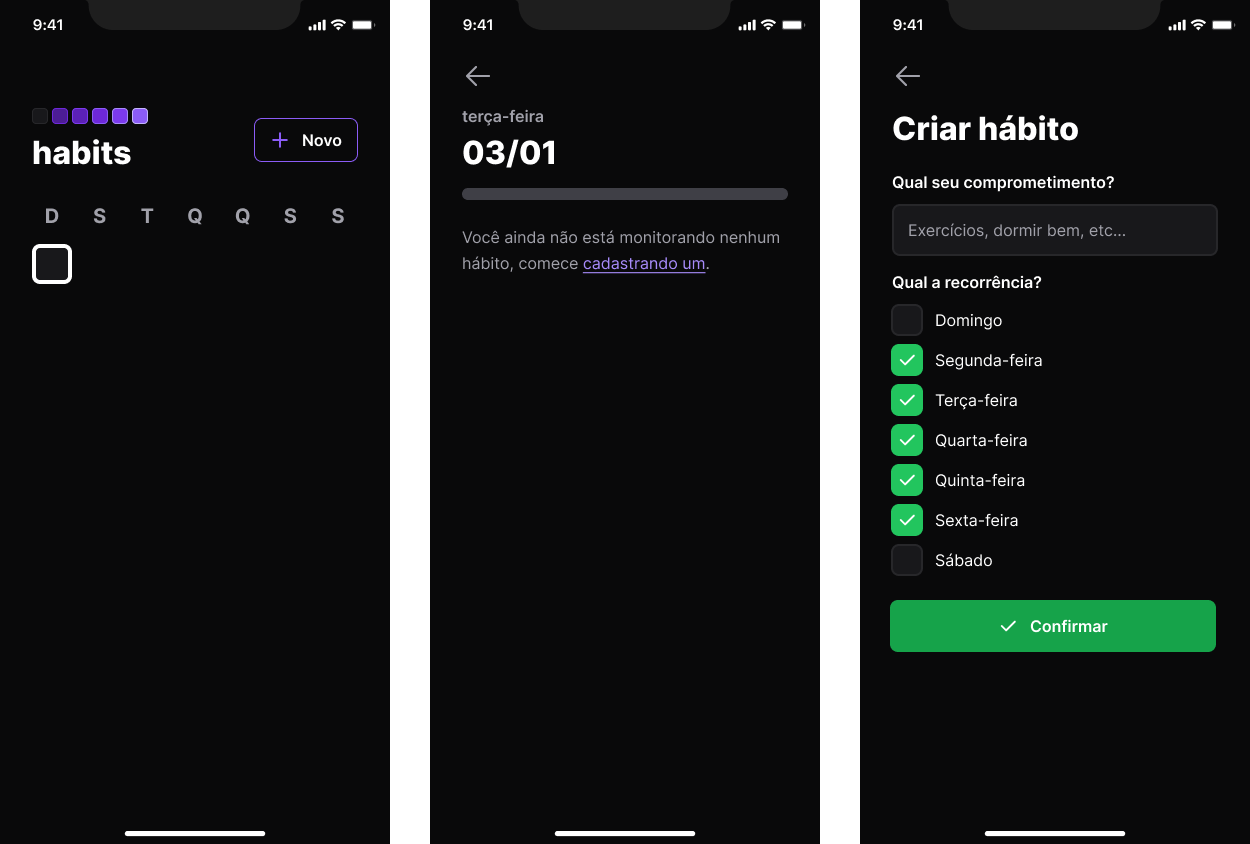 9:41
habits
Novo
D S T Q Q S S
9:41
terça-feira
03/01
Você ainda não está monitorando nenhum
hábito, comece cadastrando um.
9:41
Criar hábito
Qual seu comprometimento?
Exercícios, dormir bem, etc...
Qual a recorrência?
Domingo
Segunda-feira
Terça-feira
Quarta-feira
Quinta-feira
Sexta-feira
Sábado
Confirmar